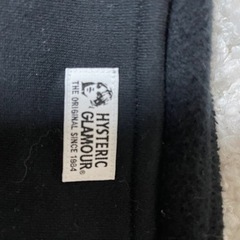 HYSTERIC
GLAMOUR®
THE ORIGINAL SINCE 1984